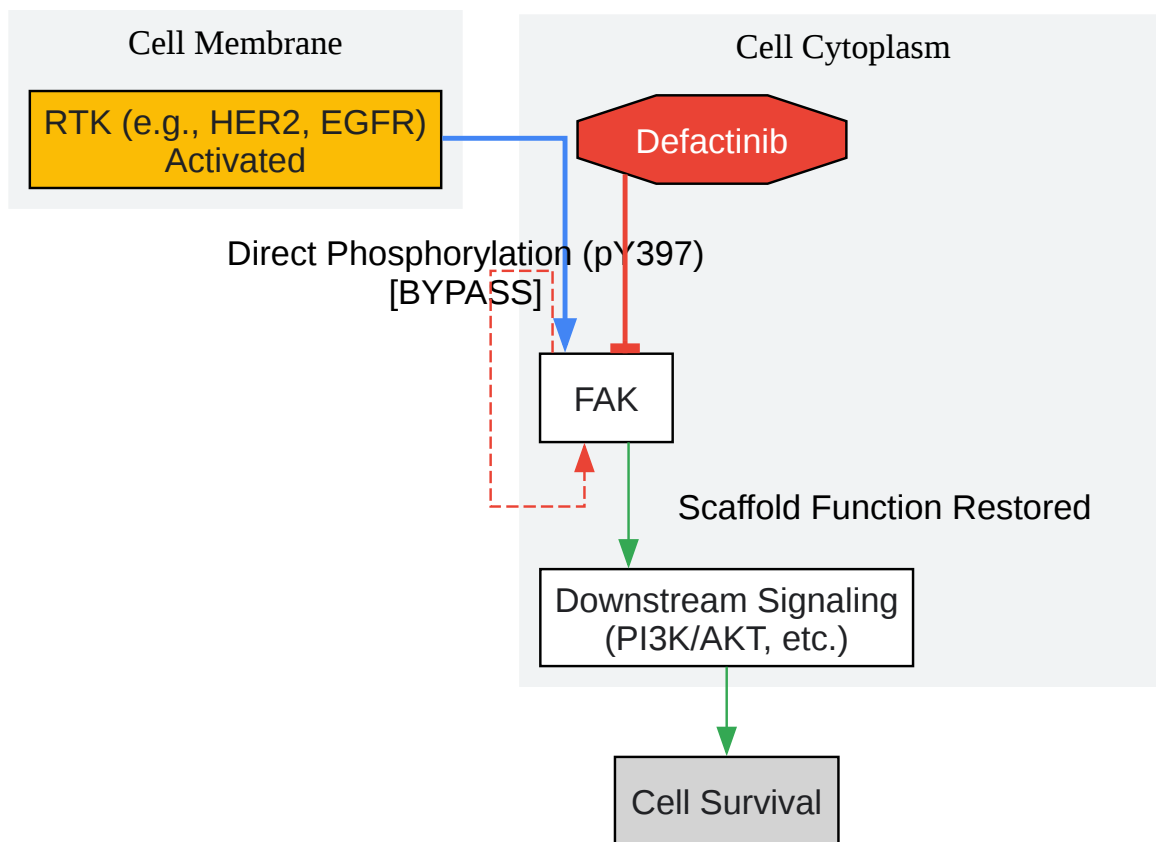 Cell Membrane
Cell Cytoplasm
RTK (e.g., HER2, EGFR)
Activated
Defactinib
Direct Phosphorylation (pY397)
[BYPASS]
FAK
Scaffold Function Restored
Downstream Signaling
(PI3K/AKT, etc.)
Cell Survival